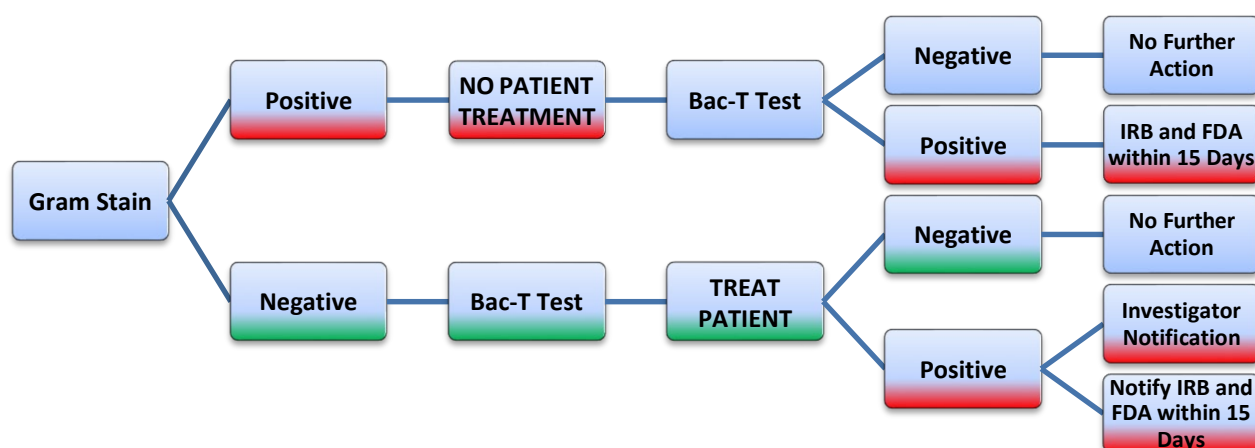 Gram Stain
Positive
NO PATIENT
TREATMENT
Bac-T Test
Negative
No Further
Action
Positive
IRB and FDA
within 15 Days
Negative
Bac-T Test
TREAT
PATIENT
Negative
No Further
Action
Positive
Investigator
Notification
Notify IRB and
FDA within 15
Days